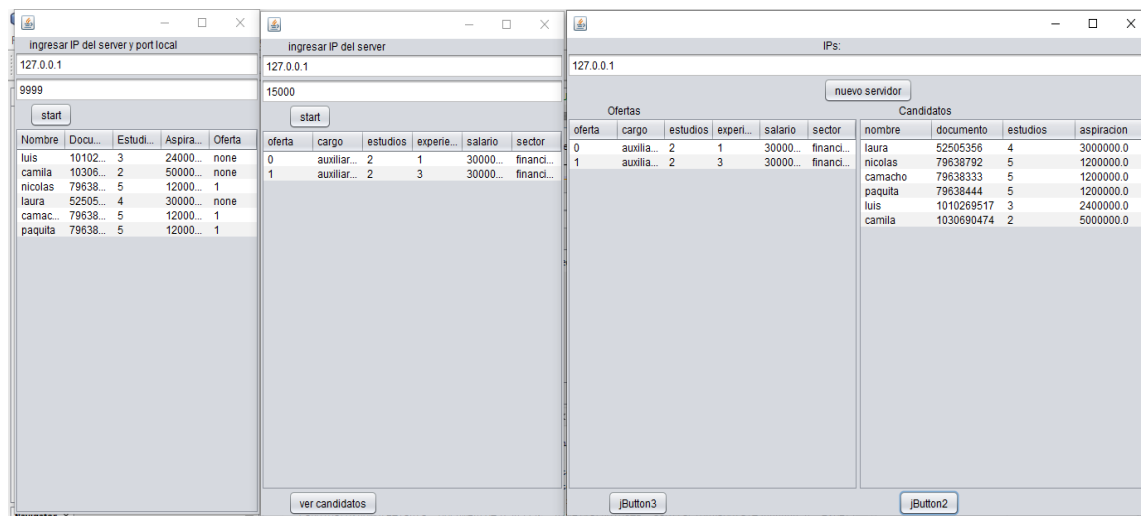 ingresar IP del server y port local
127.0.0.1
9999
start
Nombre Docu... Estudi... Aspira... Oferta
luis 10102... 3 24000... none
camila 10306... 2 50000... none
nicolas 79638... 5 12000... 1
laura 52505... 4 30000... none
camac... 79638... 5 12000... 1
paquita 79638... 5 12000... 1
ingresar IP del server
127.0.0.1
15000
start
oferta cargo estudios experie... salario sector
0 auxiliar... 2 1 30000... financi...
1 auxiliar... 2 3 30000... financi...
ver candidatos
IPs:
127.0.0.1
nuevo servidor
Ofertas
oferta cargo estudios experi... salario sector
0 auxilia... 2 1 30000... financi...
1 auxilia... 2 3 30000... financi...
jButton3
Candidatos
nombre documento estudios aspiracion
laura 52505356 4 3000000.0
nicolas 79638792 5 1200000.0
camacho 79638333 5 1200000.0
paquita 79638444 5 1200000.0
luis 1010269517 3 2400000.0
camila 1030690474 2 5000000.0
jButton2